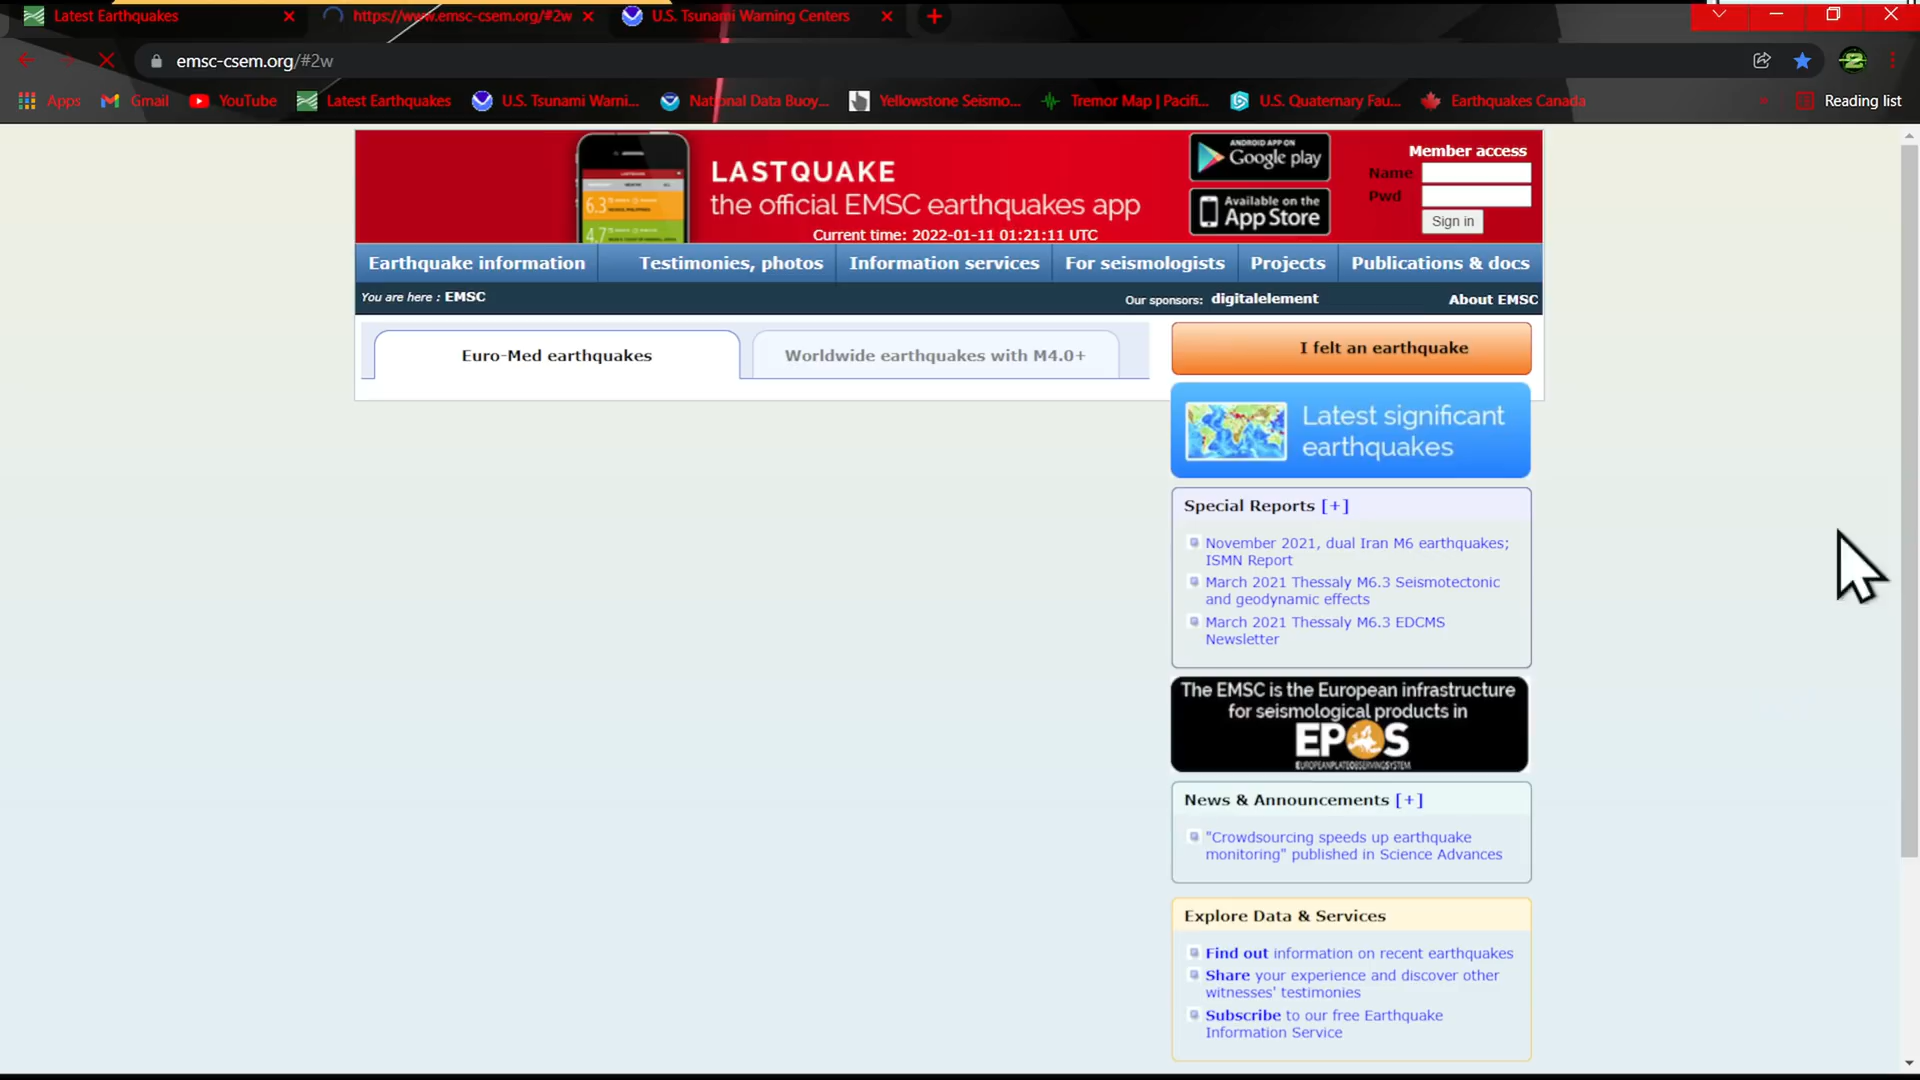 Latest Earthquakes
https://www.emsc-csem.org/#2w
U.S. Tsunami Warning Centers
emsc-csem.org/#2w
Apps
Gmail
YouTube
Latest Earthquakes
U.S. Tsunami Warni...
National Data Buoy...
Yellowstone Seismo...
Tremor Map | Pacifi...
U.S. Quaternary Fau...
Earthquakes Canada
Reading list
LASTQUAKE
the official EMSC earthquakes app
Current time: 2022-01-11 01:21:11 UTC
6.3
4.7
ANDROID APP ON
Google play
Available on the
App Store
Member access
Name
Pwd
Sign in
Earthquake information
Testimonies, photos
Information services
For seismologists
Projects
Publications & docs
You are here : EMSC
Our sponsors: digitalelement
About EMSC
Euro-Med earthquakes
Worldwide earthquakes with M4.0+
I felt an earthquake
Latest significant
earthquakes
Special Reports [+]
November 2021, dual Iran M6 earthquakes;
ISMN Report
March 2021 Thessaly M6.3 Seismotectonic
and geodynamic effects
March 2021 Thessaly M6.3 EDCMS
Newsletter
The EMSC is the European infrastructure
for seismological products in
EPOS
EUROPEANPLATEOBSERVINGSYSTEM
News & Announcements [+]
"Crowdsourcing speeds up earthquake
monitoring" published in Science Advances
Explore Data & Services
Find out information on recent earthquakes
Share your experience and discover other
witnesses' testimonies
Subscribe to our free Earthquake
Information Service